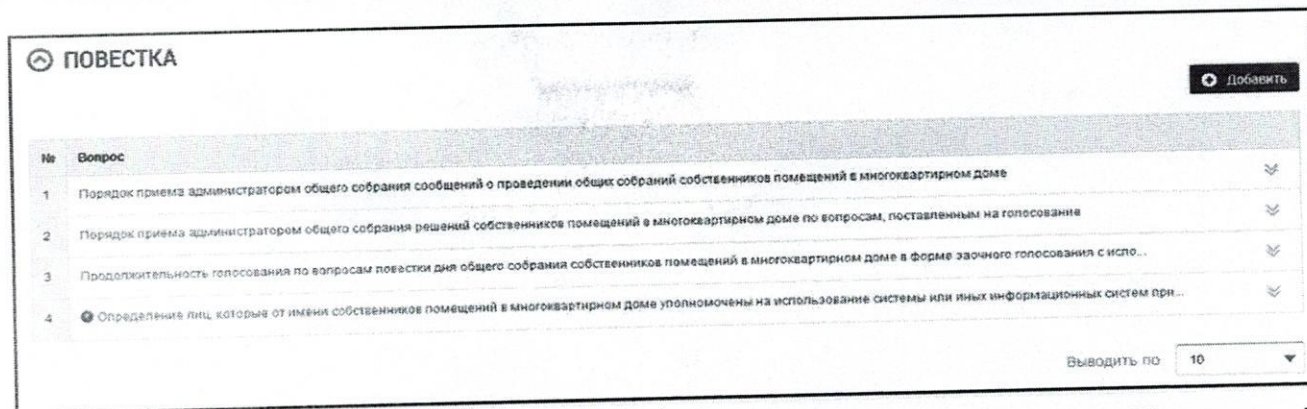 ПОВЕСТКА
Добавить
№ Вопрос
1 Порядок приема администратором общего собрания сообщений о проведении общих собраний собственников помещений в многоквартирном доме
2 Порядок приема администратором общего собрания решений собственников помещений в многоквартирном доме по вопросам, поставленным на голосование
3 Продолжительность голосования по вопросам повестки дня общего собрания собственников помещений в многоквартирном доме в форме заочного голосования с испо...
4 Определение лиц, которые от имени собственников помещений в многоквартирном доме уполномочены на использование системы или иных информационных систем при...
Выводить по 10